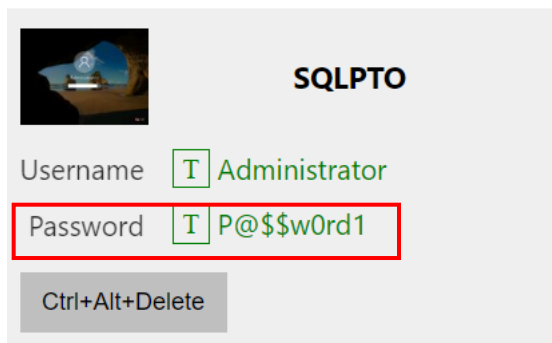 SQLPTO
Username T Administrator
Password T P@$$w0rd1
Ctrl+Alt+Delete